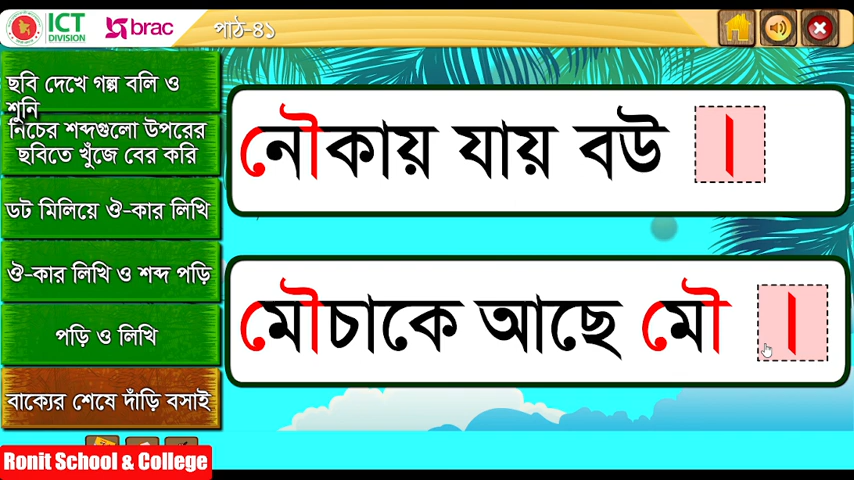 ICT
DIVISION
brac
পাঠ-৪১
ছবি দেখে গল্প বলি ও
শুনি
নিচের শব্দগুলো উপরের
ছবিতে খুঁজে বের করি
ডট মিলিয়ে ঔ-কার লিখি
ঔ-কার লিখি ও শব্দ পড়ি
পড়ি ও লিখি
বাক্যের শেষে দাঁড়ি বসাই
নৌকায় যায় বউ ।
মৌচাকে আছে মৌ ।
Ronit School & College